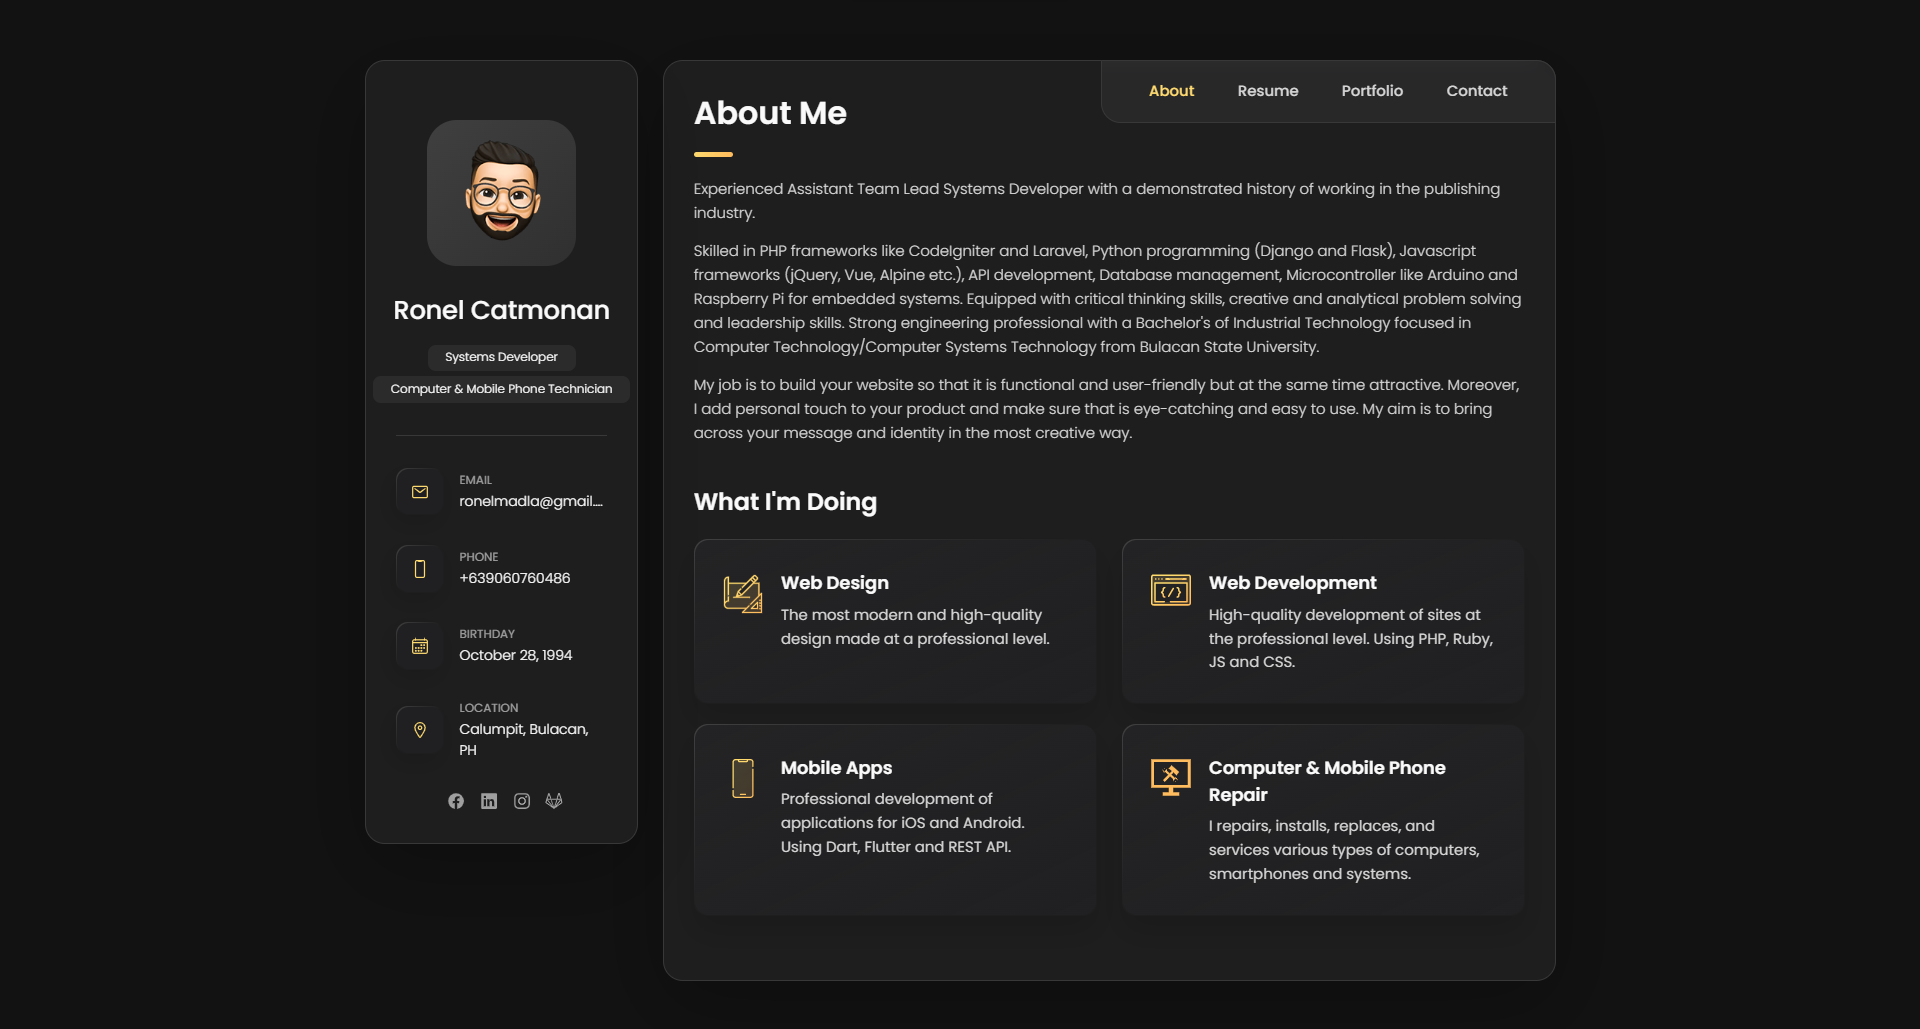 Ronel Catmonan
Systems Developer
Computer & Mobile Phone Technician
EMAIL
ronelmadla@gmail....
PHONE
+639060760486
BIRTHDAY
October 28, 1994
LOCATION
Calumpit, Bulacan,
PH
About
Resume
Portfolio
Contact
About Me
Experienced Assistant Team Lead Systems Developer with a demonstrated history of working in the publishing
industry.
Skilled in PHP frameworks like CodeIgniter and Laravel, Python programming (Django and Flask), Javascript
frameworks (jQuery, Vue, Alpine etc.), API development, Database management, Microcontroller like Arduino and
Raspberry Pi for embedded systems. Equipped with critical thinking skills, creative and analytical problem solving
and leadership skills. Strong engineering professional with a Bachelor's of Industrial Technology focused in
Computer Technology/Computer Systems Technology from Bulacan State University.
My job is to build your website so that it is functional and user-friendly but at the same time attractive. Moreover,
I add personal touch to your product and make sure that is eye-catching and easy to use. My aim is to bring
across your message and identity in the most creative way.
What I'm Doing
Web Design
The most modern and high-quality
design made at a professional level.
Web Development
High-quality development of sites at
the professional level. Using PHP, Ruby,
JS and CSS.
Mobile Apps
Professional development of
applications for iOS and Android.
Using Dart, Flutter and REST API.
Computer & Mobile Phone
Repair
I repairs, installs, replaces, and
services various types of computers,
smartphones and systems.